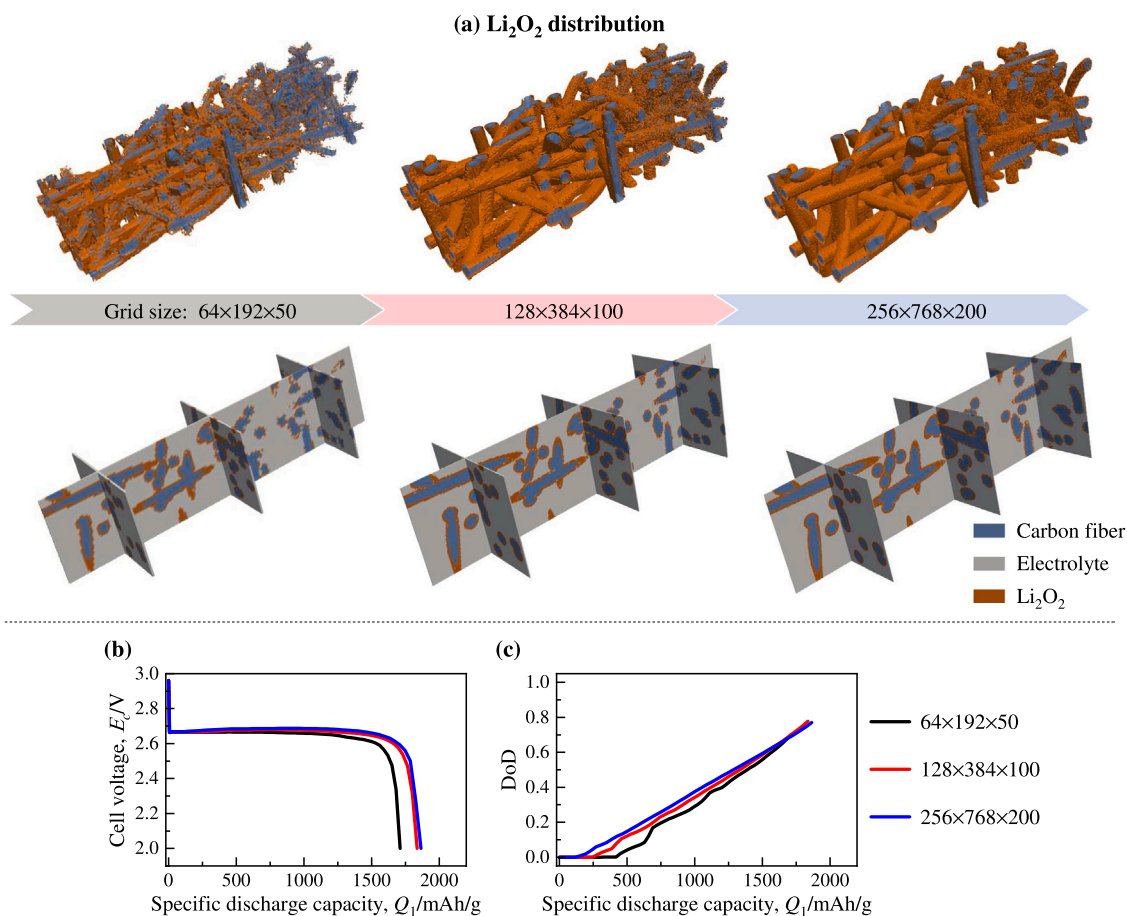 (a) Li₂O₂ distribution
Grid size: 64×192×50
128×384×100
256×768×200
Carbon fiber
Electrolyte
Li₂O₂
(b)
Cell voltage, E_c/V
3.0
2.8
2.6
2.4
2.2
2.0
0
500
1000
1500
2000
Specific discharge capacity, Q₁/mAh/g
(c)
DoD
1.0
0.8
0.6
0.4
0.2
0.0
0
500
1000
1500
2000
Specific discharge capacity, Q₁/mAh/g
64×192×50
128×384×100
256×768×200